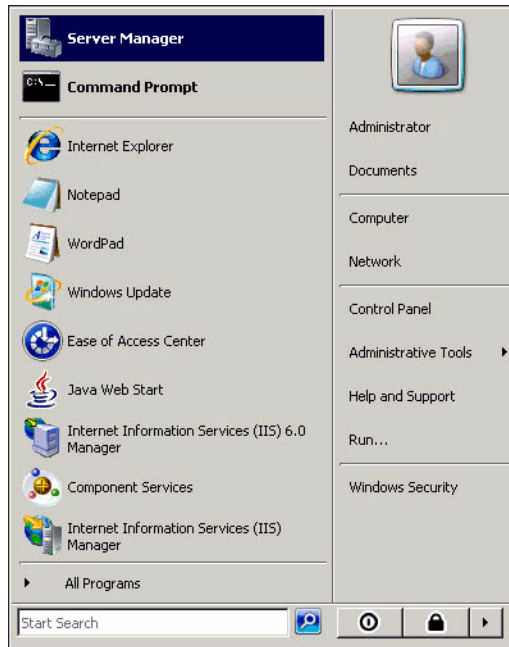 Server Manager
C:\_
Command Prompt
Internet Explorer
Notepad
WordPad
Windows Update
Ease of Access Center
Java Web Start
Internet Information Services (IIS) 6.0
Manager
Component Services
Internet Information Services (IIS)
Manager
All Programs
Start Search
Administrator
Documents
Computer
Network
Control Panel
Administrative Tools
Help and Support
Run...
Windows Security